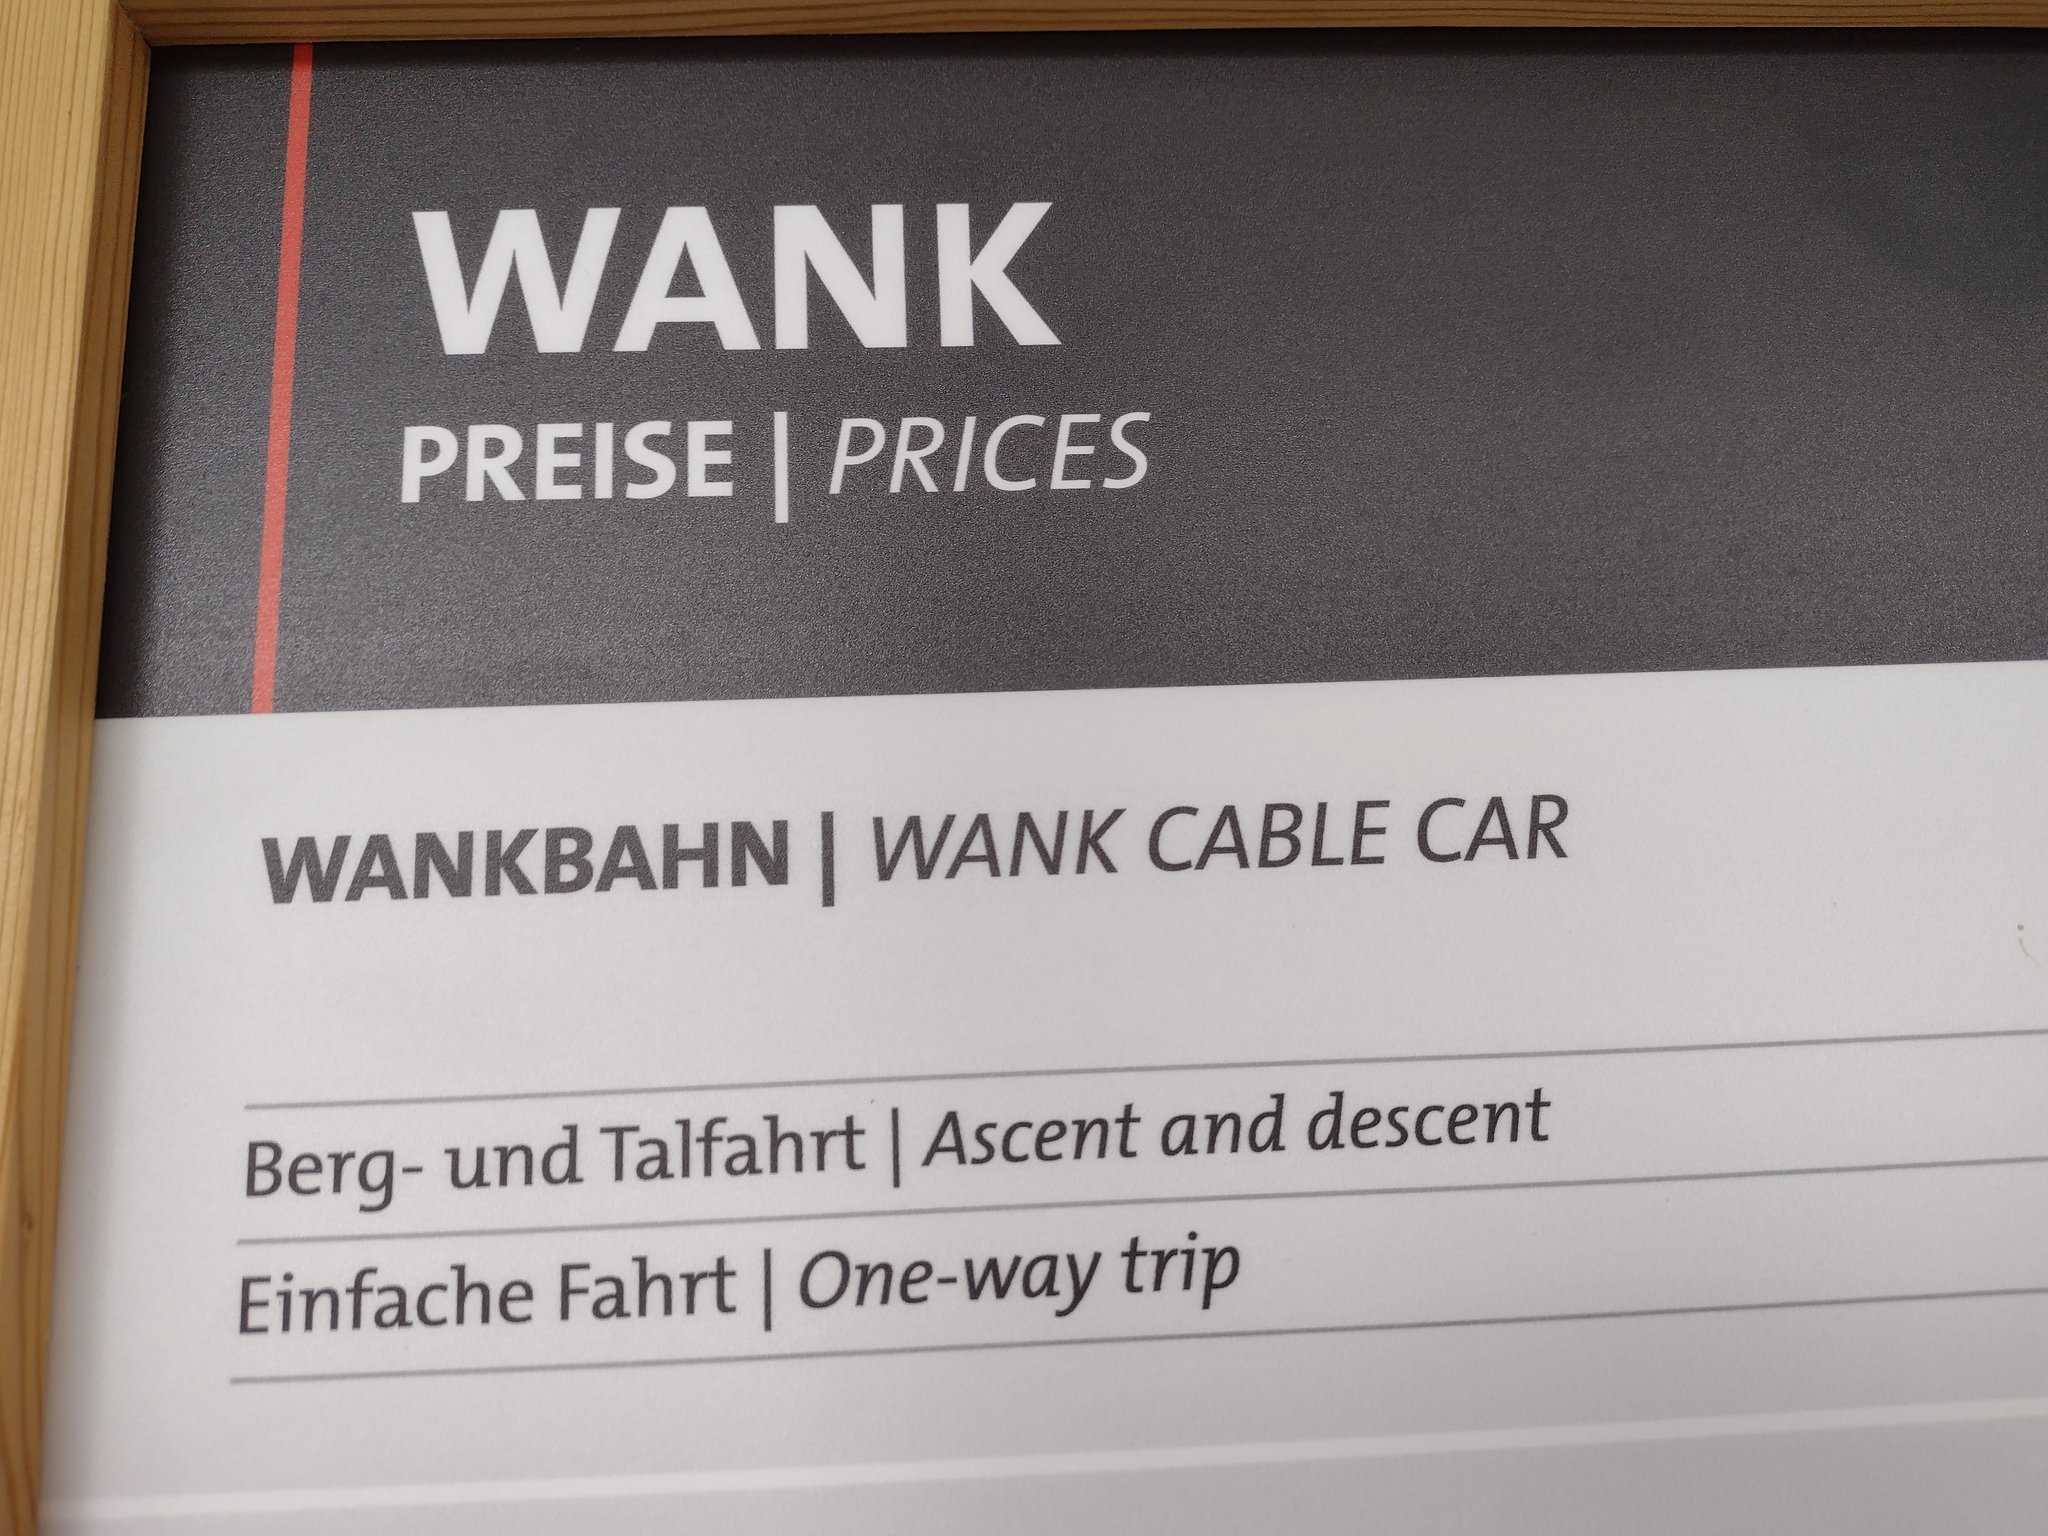 WANK
PREISE | PRICES
WANKBAHN | WANK CABLE CAR
Berg- und Talfahrt | Ascent and descent
Einfache Fahrt | One-way trip